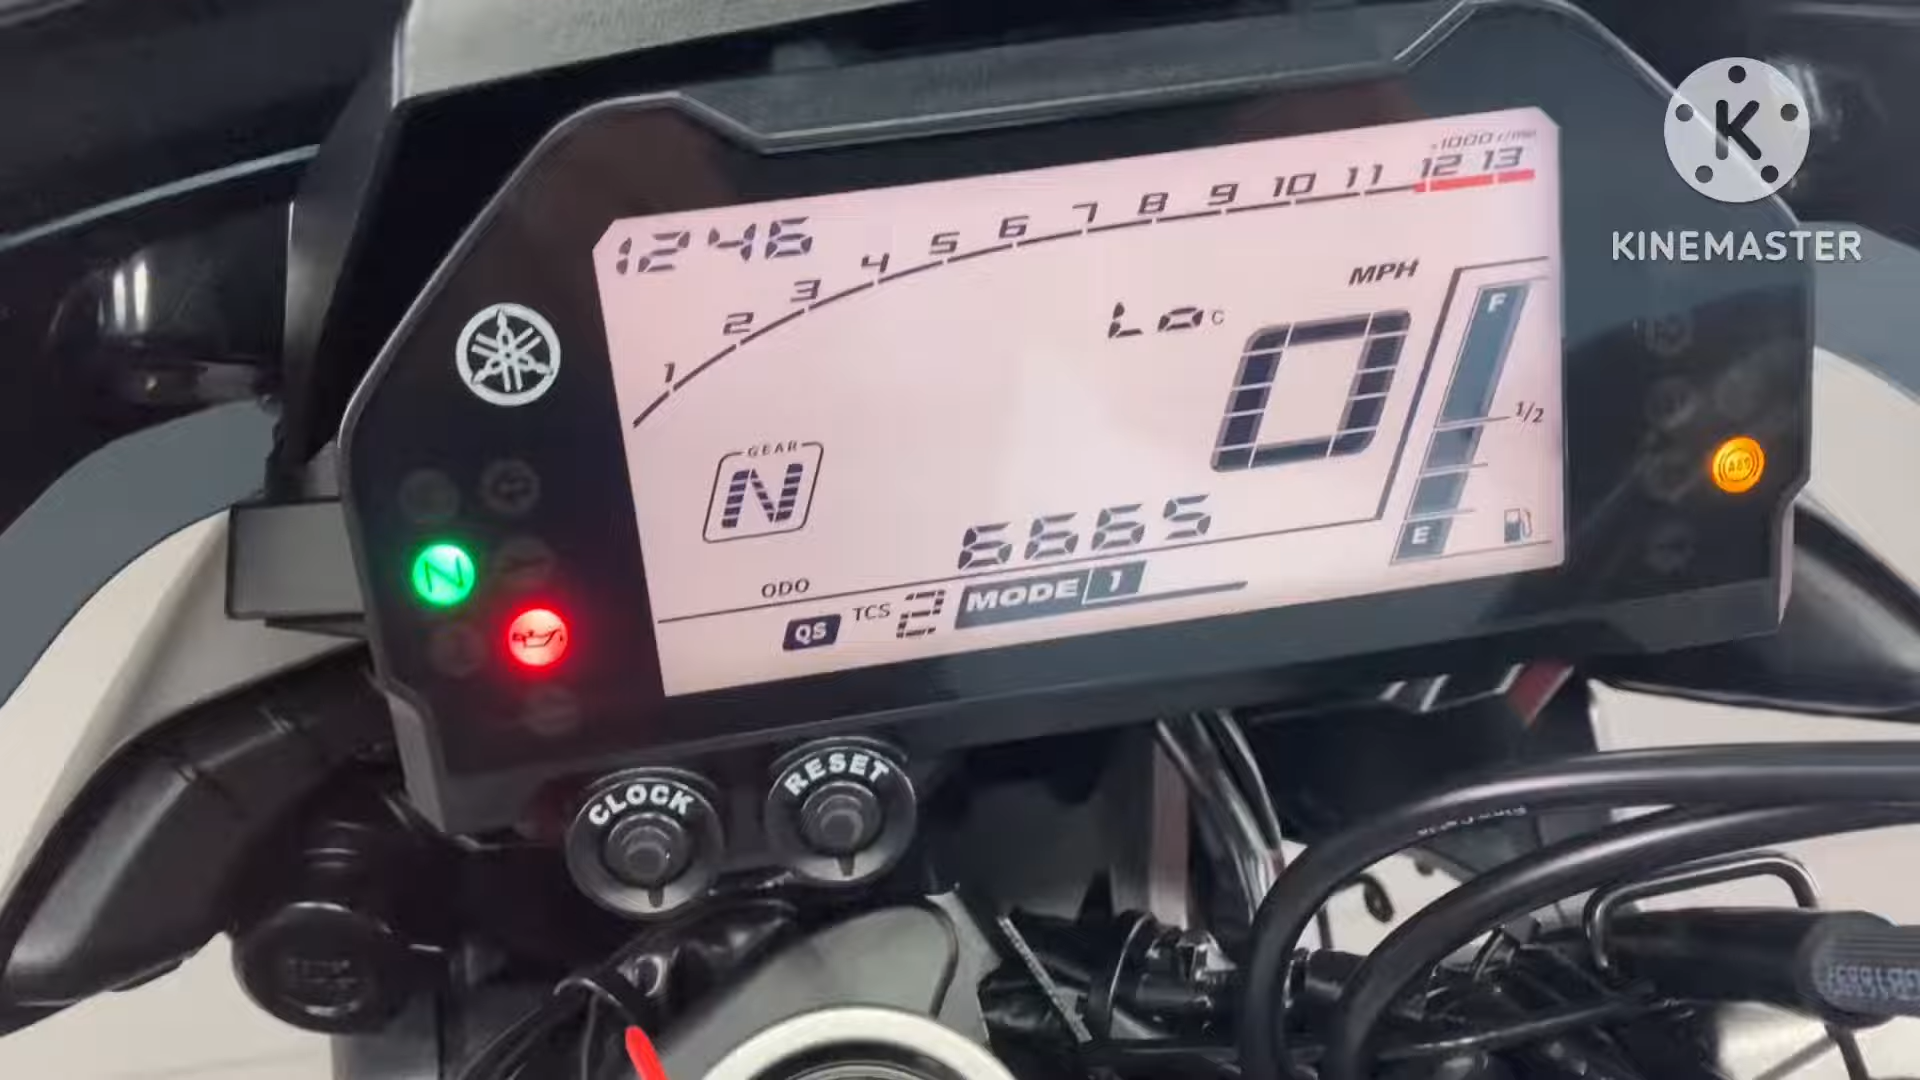 ×1000 r/min
1 2 3 4 5 6 7 8 9 10 11 12 13
1246
MPH
Lo C
0
F
1/2
E
GEAR
N
6665
ODO
QS TCS 2 MODE 1
N
ABS
CLOCK
RESET
K
KINEMASTER